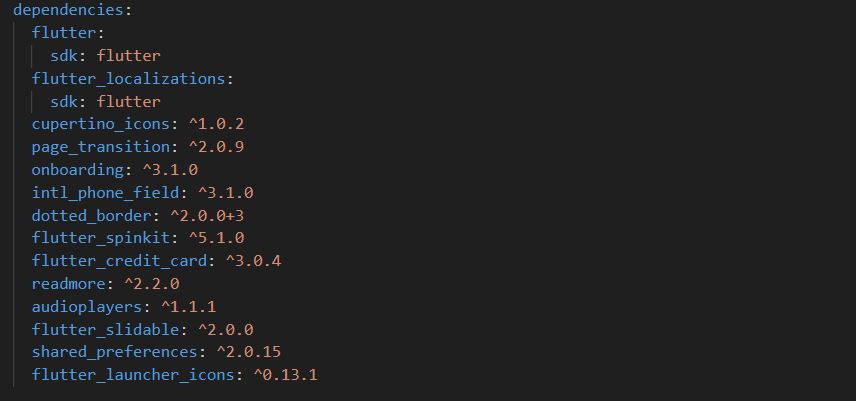 dependencies:
  flutter:
    sdk: flutter
  flutter_localizations:
    sdk: flutter
  cupertino_icons: ^1.0.2
  page_transition: ^2.0.9
  onboarding: ^3.1.0
  intl_phone_field: ^3.1.0
  dotted_border: ^2.0.0+3
  flutter_spinkit: ^5.1.0
  flutter_credit_card: ^3.0.4
  readmore: ^2.2.0
  audioplayers: ^1.1.1
  flutter_slidable: ^2.0.0
  shared_preferences: ^2.0.15
  flutter_launcher_icons: ^0.13.1